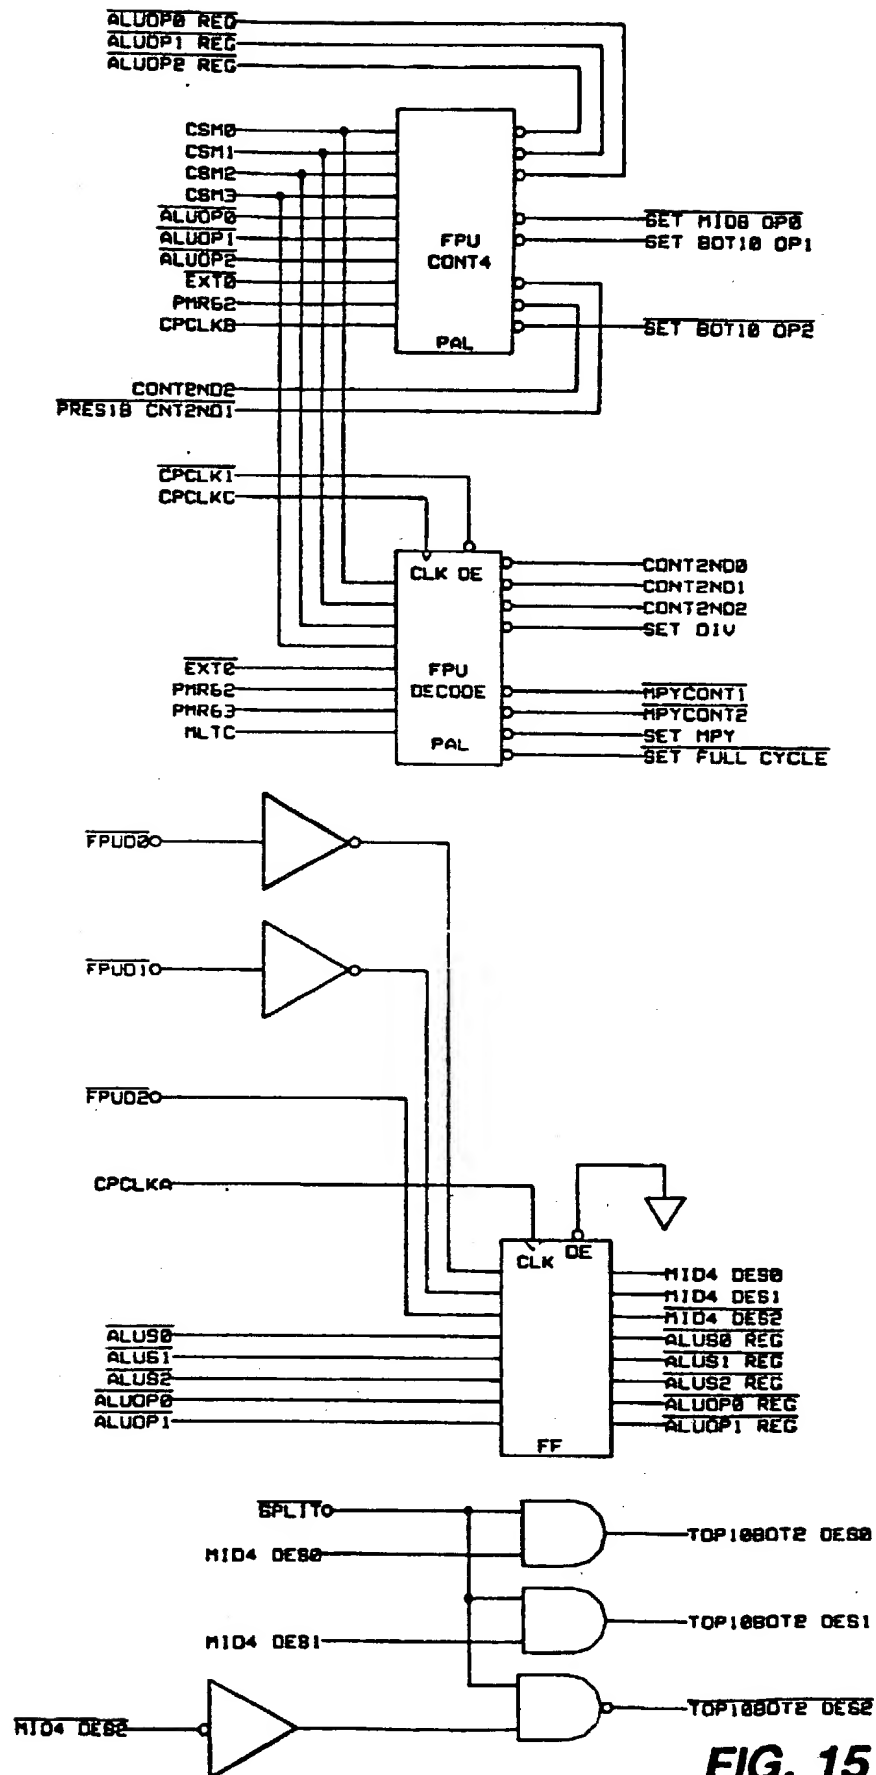 ALUOP0 REG
ALUOP1 REG
ALUOP2 REG
CSM0
CSM1
CSM2
CSM3
ALUOP0
ALUOP1
ALUOP2
EXT0
PMR62
CPCLKB
FPU
CONT4
PAL
SET MID8 OP0
SET BOT10 OP1
SET BOT10 OP2
CONT2ND2
PRES1B CNT2ND1
CPCLK1
CPCLKC
CLK OE
FPU
DECODE
PAL
EXT0
PMR62
PMR63
MLTC
CONT2ND0
CONT2ND1
CONT2ND2
SET DIV
MPYCONT1
MPYCONT2
SET MPY
SET FULL CYCLE
FPUD0
FPUD1
FPUD2
CPCLKA
CLK OE
FF
ALUS0
ALUS1
ALUS2
ALUOP0
ALUOP1
MID4 DES0
MID4 DES1
MID4 DES2
ALUS0 REG
ALUS1 REG
ALUS2 REG
ALUOP0 REG
ALUOP1 REG
SPLIT
MID4 DES0
TOP10BOT2 DES0
MID4 DES1
TOP10BOT2 DES1
MID4 DES2
TOP10BOT2 DES2
FIG. 15